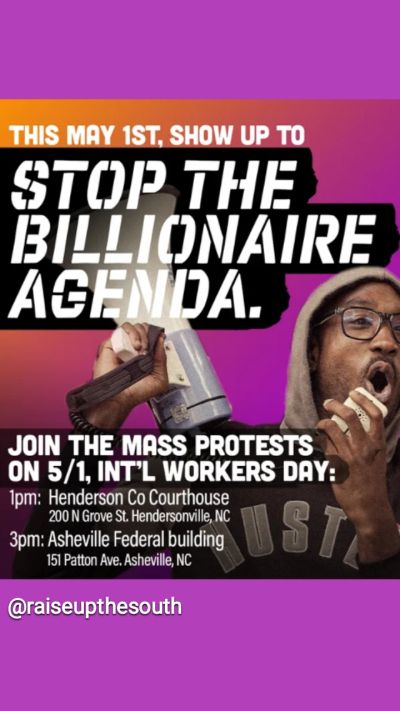 THIS MAY 1ST, SHOW UP TO
STOP THE
BILLIONAIRE
AGENDA.
JOIN THE MASS PROTESTS
ON 5/1, INT'L WORKERS DAY:
1pm: Henderson Co Courthouse
200 N Grove St. Hendersonville, NC
3pm: Asheville Federal building
151 Patton Ave. Asheville, NC
HUST
@raiseupthesouth